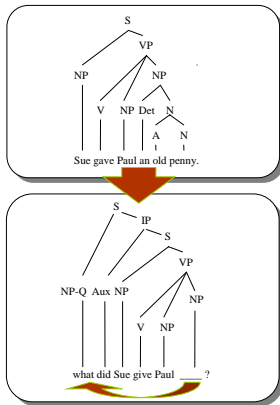 S
VP
NP NP
V NP Det N
A N
Sue gave Paul an old penny.
S
IP
S
VP
NP-Q Aux NP NP
V NP
what did Sue give Paul ____ ?